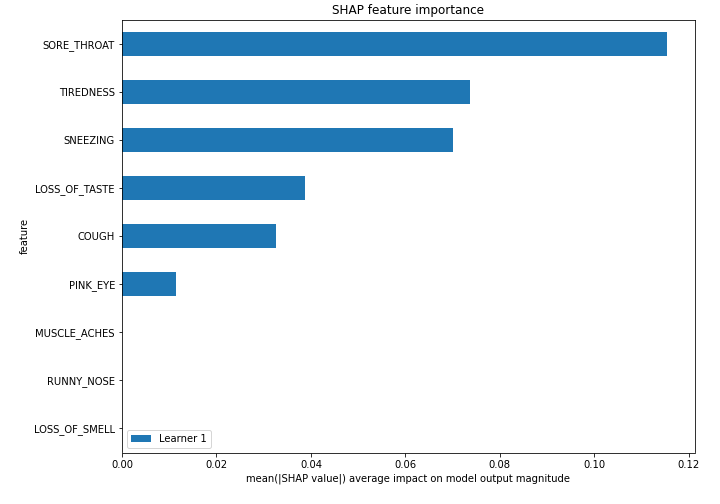 SHAP feature importance
SORE_THROAT
TIREDNESS
SNEEZING
LOSS_OF_TASTE
COUGH
PINK_EYE
MUSCLE_ACHES
RUNNY_NOSE
LOSS_OF_SMELL
feature
Learner 1
0.00 0.02 0.04 0.06 0.08 0.10 0.12
mean(|SHAP value|) average impact on model output magnitude